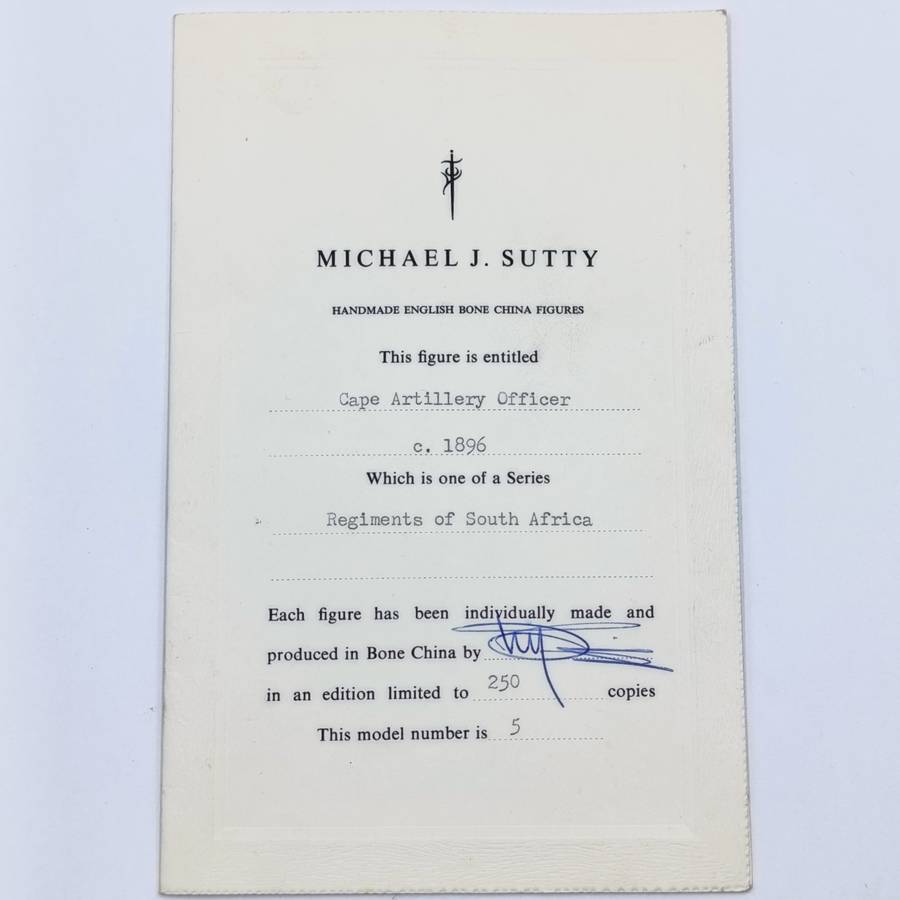 MICHAEL J. SUTTY
HANDMADE ENGLISH BONE CHINA FIGURES
This figure is entitled
Cape Artillery Officer
c. 1896
Which is one of a Series
Regiments of South Africa
Each figure has been individually made and
produced in Bone China by
in an edition limited to 250 copies
This model number is 5